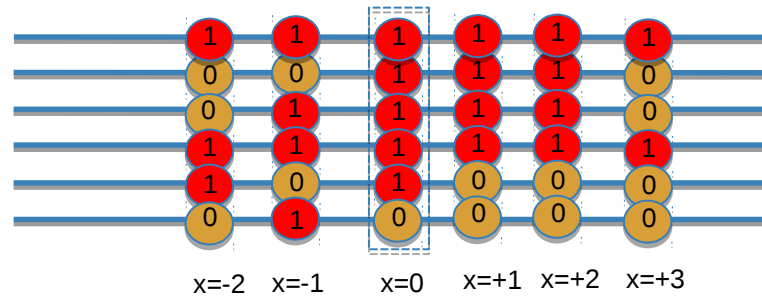 1 1 1 1 1 1
0 0 1 1 1 0
0 1 1 1 1 0
1 1 1 1 1 1
1 0 1 0 0 0
0 1 0 0 0 0
x=-2 x=-1 x=0 x=+1 x=+2 x=+3